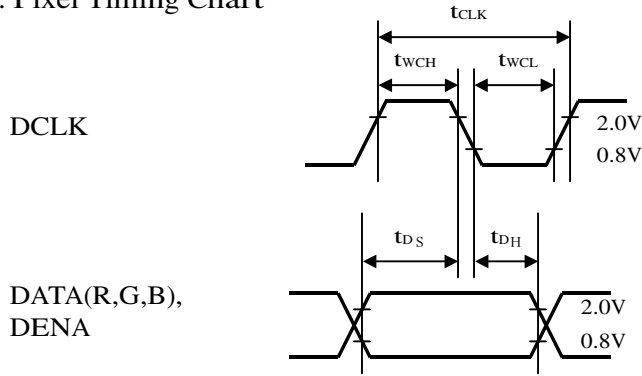 . Pixel Timing Chart
tCLK
tWCH tWCL
DCLK
2.0V
0.8V
tDS tDH
DATA(R,G,B),
DENA
2.0V
0.8V